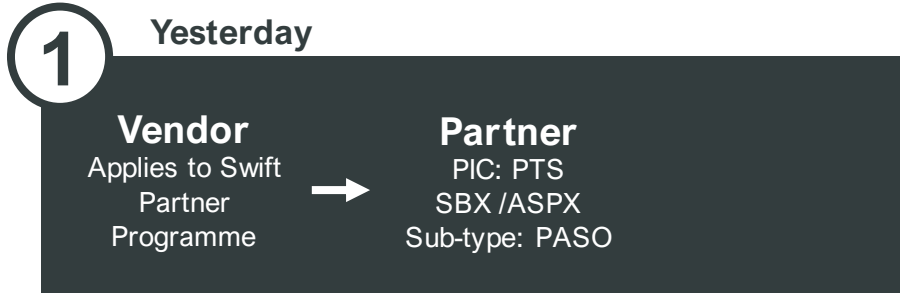 1
Yesterday
Vendor
Applies to Swift
Partner
Programme
Partner
PIC: PTS
SBX /ASPX
Sub-type: PASO